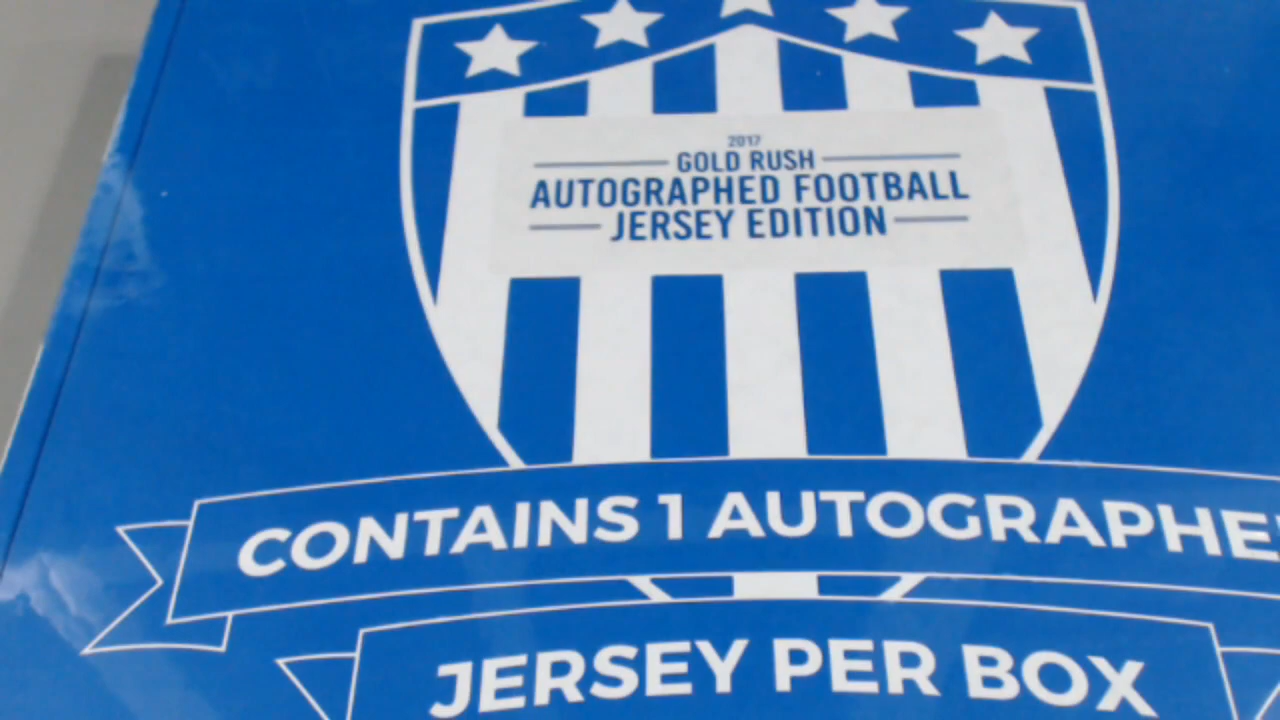 2017
GOLD RUSH
AUTOGRAPHED FOOTBALL
JERSEY EDITION
CONTAINS 1 AUTOGRAPHE
JERSEY PER BOX